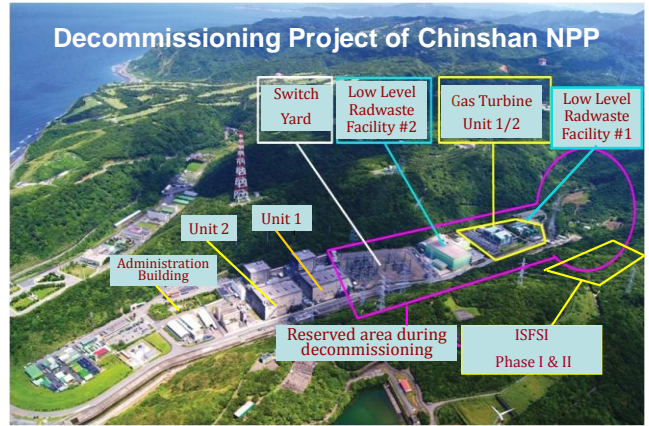 Decommissioning Project of Chinshan NPP
Switch
Yard
Low Level
Radwaste
Facility #2
Gas Turbine
Unit 1/2
Low Level
Radwaste
Facility #1
Unit 1
Unit 2
Administration
Building
Reserved area during
decommissioning
ISFSI
Phase I & II